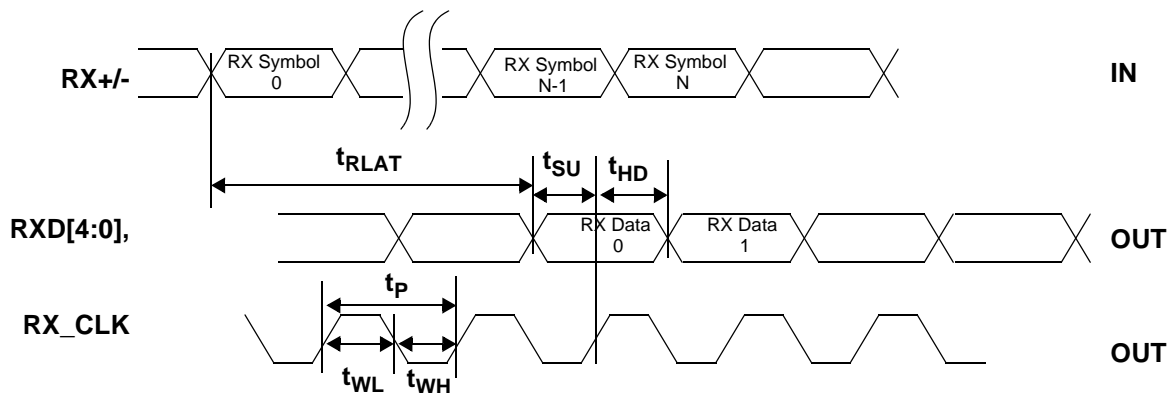 RX+/-
RX Symbol
0
RX Symbol
N-1
RX Symbol
N
IN
tRLAT
tSU
tHD
RXD[4:0],
RX Data
0
RX Data
1
OUT
tP
RX_CLK
OUT
tWL
tWH